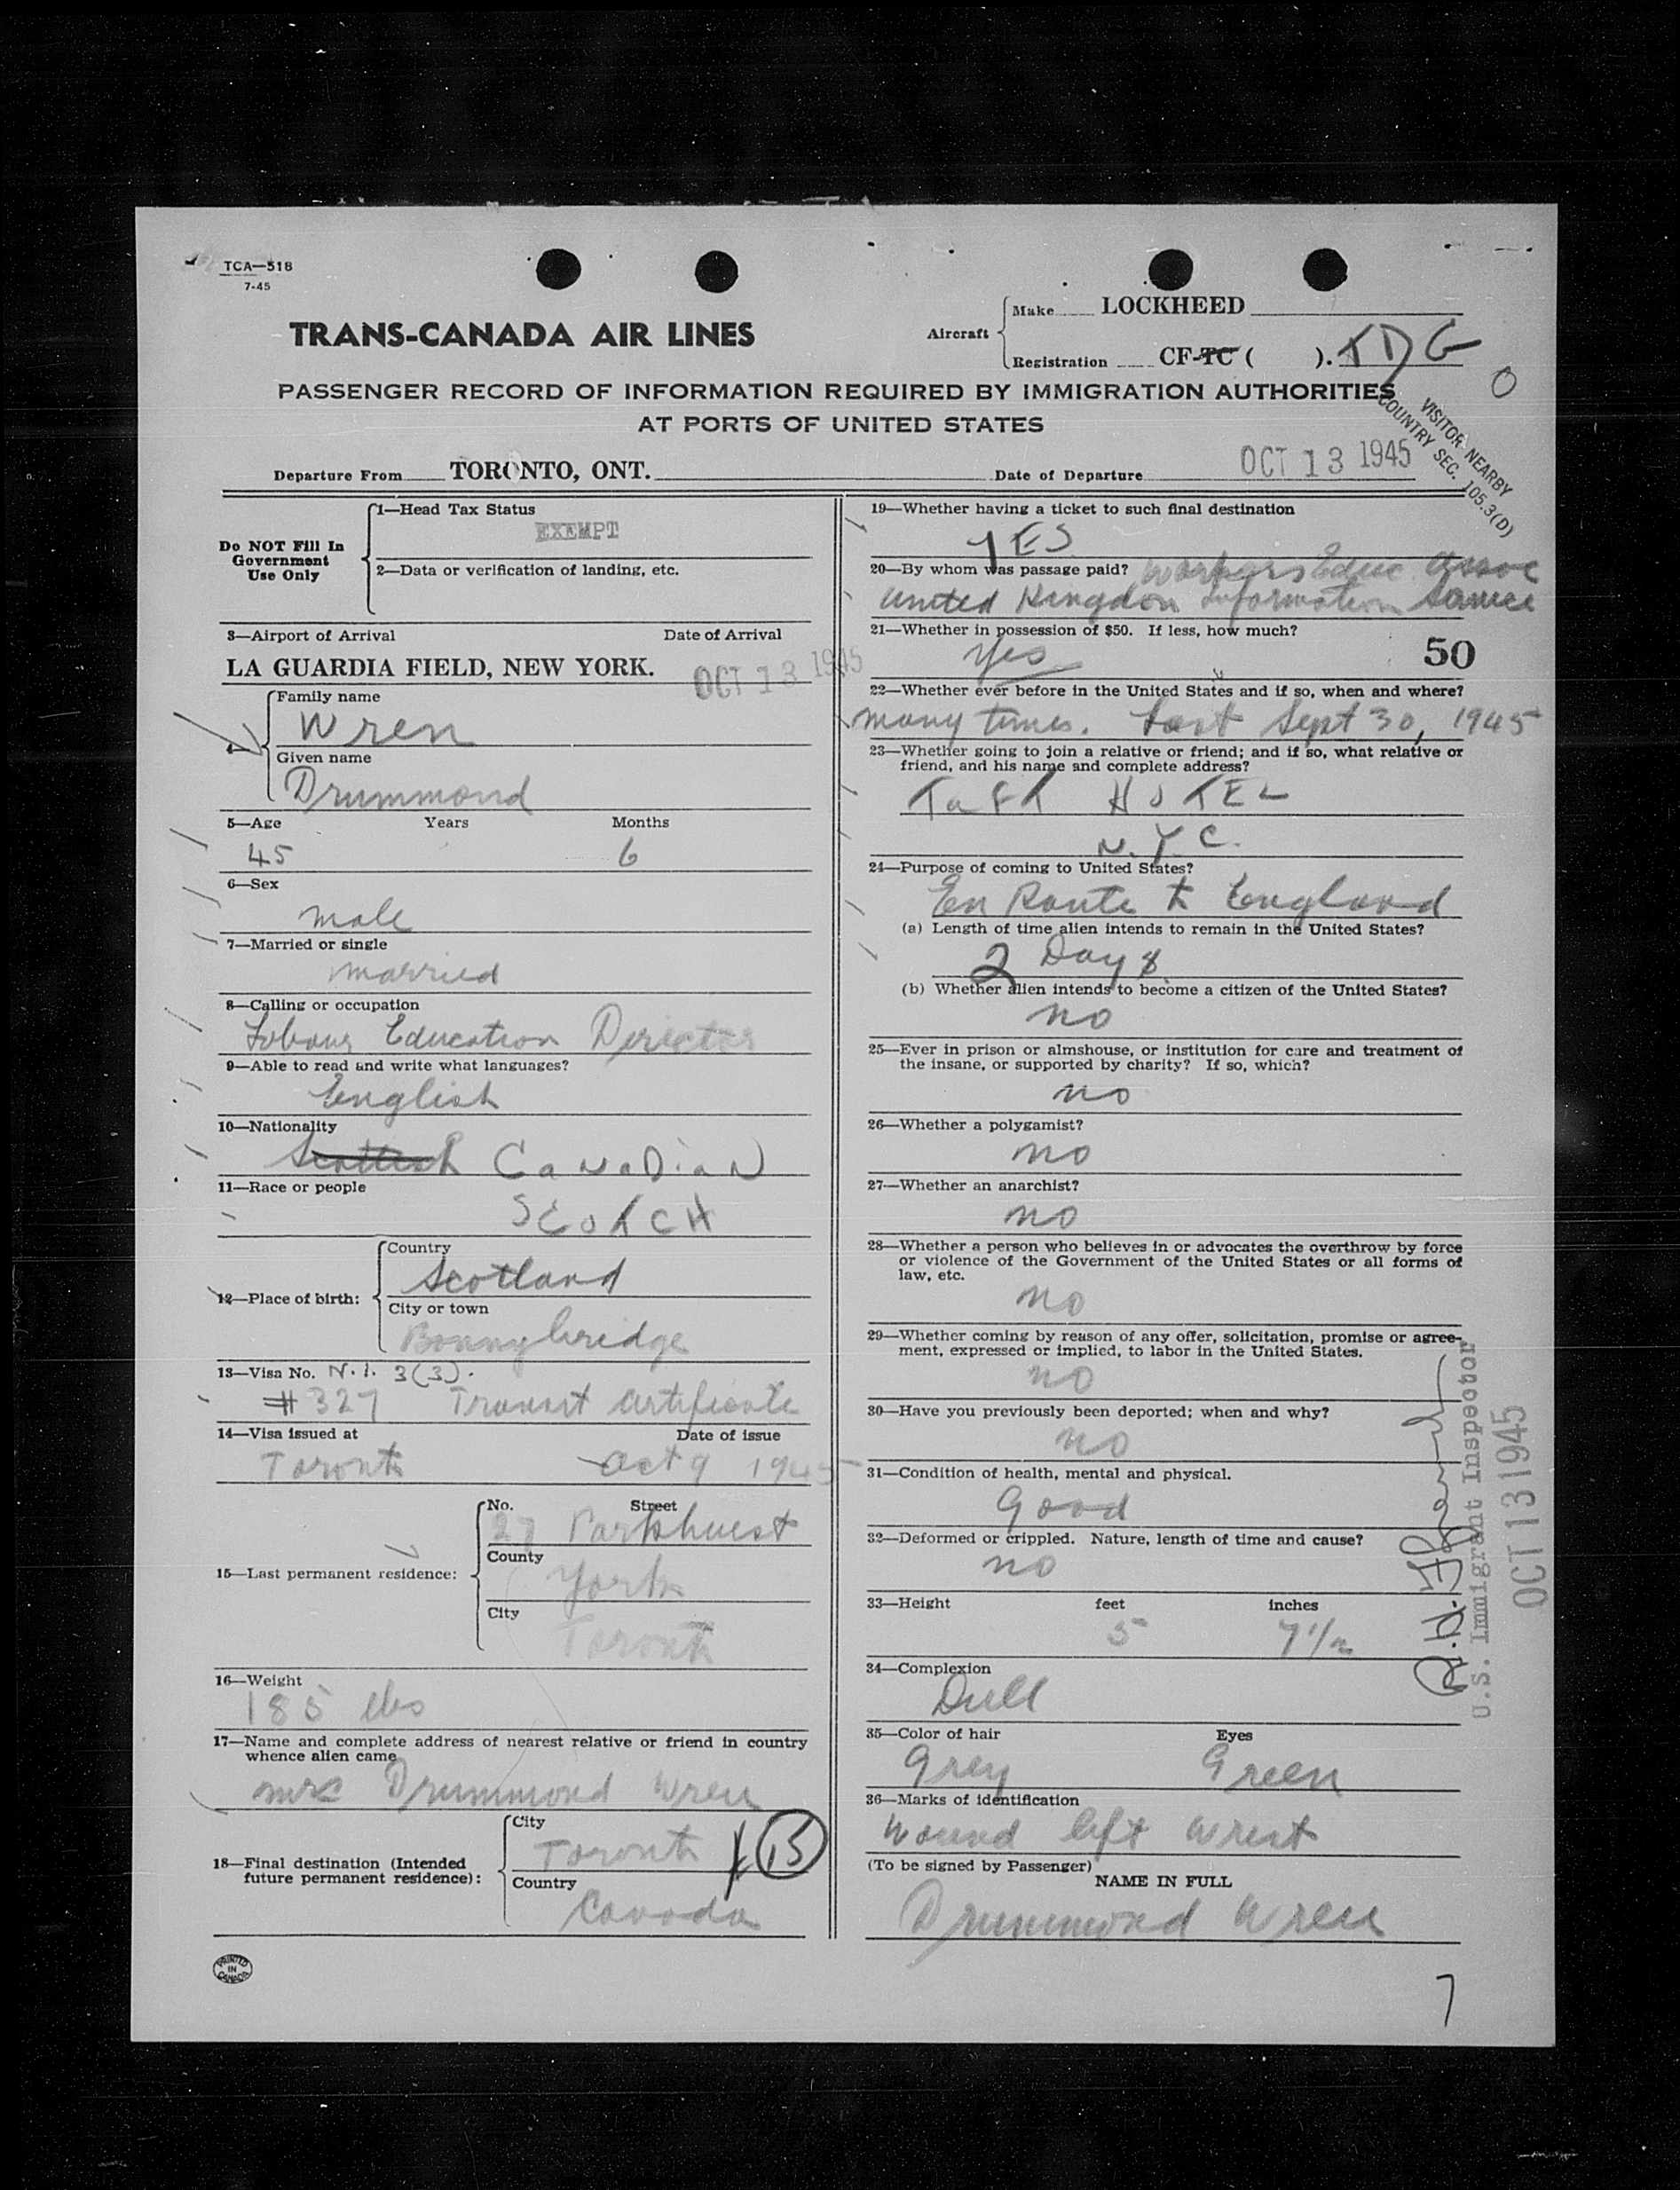 TCA—518
7-45
TRANS-CANADA AIR LINES
Aircraft
Make LOCKHEED
Registration CF-TC ( ). TDG
PASSENGER RECORD OF INFORMATION REQUIRED BY IMMIGRATION AUTHORITIES
AT PORTS OF UNITED STATES
VISITOR NEARBY
COUNTRY SEC. 105.3(D)
Departure From TORONTO, ONT. Date of Departure OCT 13 1945
Do NOT Fill In
Government
Use Only
1—Head Tax Status
EXEMPT
2—Data or verification of landing, etc.
3—Airport of Arrival Date of Arrival
LA GUARDIA FIELD, NEW YORK. OCT 13 1945
4—
Family name
Wren
Given name
Drummond
5—Age Years Months
45 6
6—Sex
male
7—Married or single
married
8—Calling or occupation
Labour Education Director
9—Able to read and write what languages?
English
10—Nationality
Scottish CaNaDiaN
11—Race or people
SCOTCH
12—Place of birth:
Country
Scotland
City or town
Bonnybridge
13—Visa No. N.I. 3(3).
#327 Transit Certificate
14—Visa issued at Date of issue
Toronto Oct 9 1945
15—Last permanent residence:
No. Street
27 Parkhurst
County
York
City
Toronto
16—Weight
185 lbs
17—Name and complete address of nearest relative or friend in country
whence alien came
Mrs Drummond Wren
18—Final destination (Intended
future permanent residence):
City
Toronto
Country
Canada
PRINTED
IN
CANADA
19—Whether having a ticket to such final destination
YES
20—By whom was passage paid? Workers Educ Assoc
United Kingdom Information Service
21—Whether in possession of $50. If less, how much?
Yes 50
22—Whether ever before in the United States and if so, when and where?
many times. Last Sept 30, 1945
23—Whether going to join a relative or friend; and if so, what relative or
friend, and his name and complete address?
TaFT HOTEL
N.Y.C.
24—Purpose of coming to United States?
En Route to England
(a) Length of time alien intends to remain in the United States?
2 Days
(b) Whether alien intends to become a citizen of the United States?
no
25—Ever in prison or almshouse, or institution for care and treatment of
the insane, or supported by charity? If so, which?
no
26—Whether a polygamist?
no
27—Whether an anarchist?
no
28—Whether a person who believes in or advocates the overthrow by force
or violence of the Government of the United States or all forms of
law, etc.
no
29—Whether coming by reason of any offer, solicitation, promise or agree-
ment, expressed or implied, to labor in the United States.
no
30—Have you previously been deported; when and why?
no
31—Condition of health, mental and physical.
Good
32—Deformed or crippled. Nature, length of time and cause?
no
33—Height feet inches
5 7½
34—Complexion
Dull
35—Color of hair Eyes
Grey Green
36—Marks of identification
Wound left wrist
(To be signed by Passenger)
NAME IN FULL
Drummond Wren
U.S. Immigrant Inspector
OCT 13 1945
7